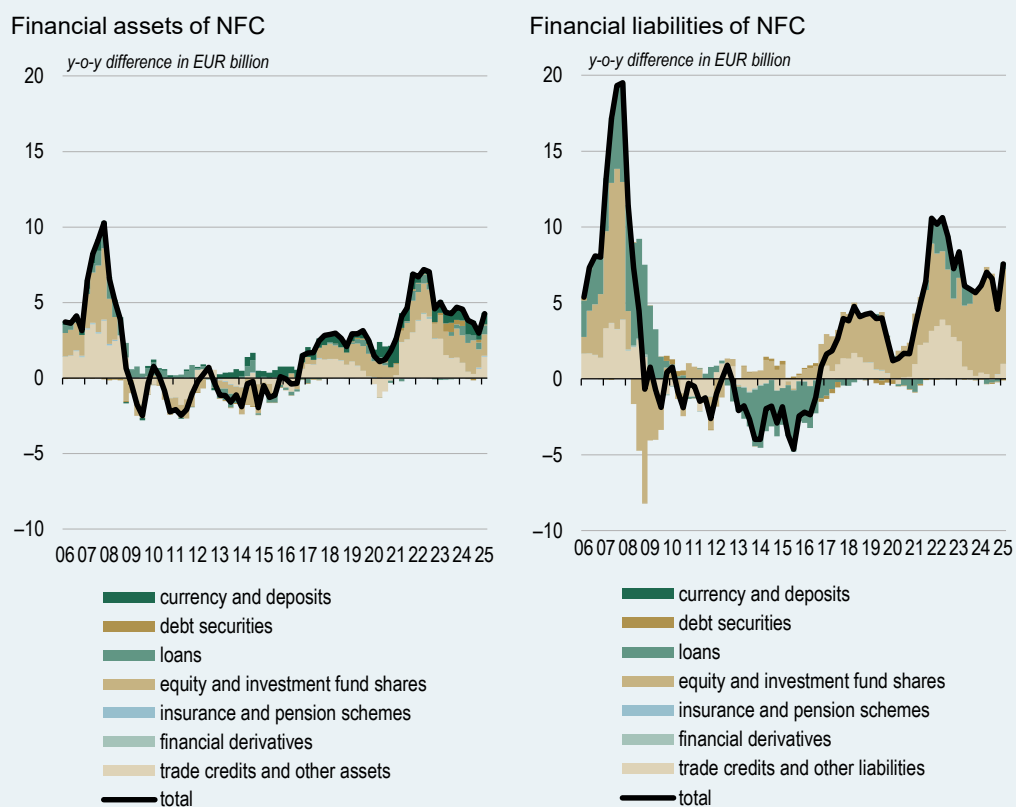 Financial assets of NFC
y-o-y difference in EUR billion
20
15
10
5
0
–5
–10
06 07 08 09 10 11 12 13 14 15 16 17 18 19 20 21 22 23 24 25
currency and deposits
debt securities
loans
equity and investment fund shares
insurance and pension schemes
financial derivatives
trade credits and other assets
total
Financial liabilities of NFC
y-o-y difference in EUR billion
20
15
10
5
0
–5
–10
06 07 08 09 10 11 12 13 14 15 16 17 18 19 20 21 22 23 24 25
currency and deposits
debt securities
loans
equity and investment fund shares
insurance and pension schemes
financial derivatives
trade credits and other liabilities
total